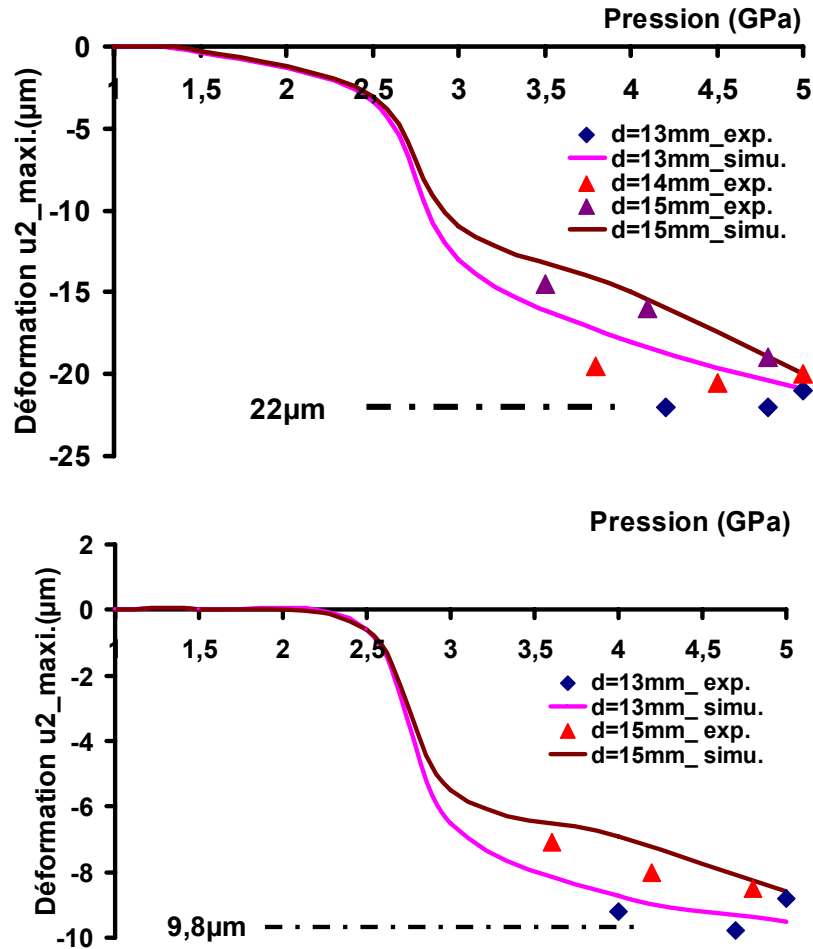 Pression (GPa)
0
1 1,5 2 2,5 3 3,5 4 4,5 5
-5
d=13mm_exp.
d=13mm_simu.
d=14mm_exp.
d=15mm_exp.
d=15mm_simu.
-10
-15
-20
22µm
-25
Déformation u2_maxi.(µm)
Pression (GPa)
2
0
1 1,5 2 2,5 3 3,5 4 4,5 5
-2
d=13mm_ exp.
d=13mm_ simu.
d=15mm_ exp.
d=15mm_ simu.
-4
-6
-8
9,8µm
-10
Déformation u2_maxi.(µm)